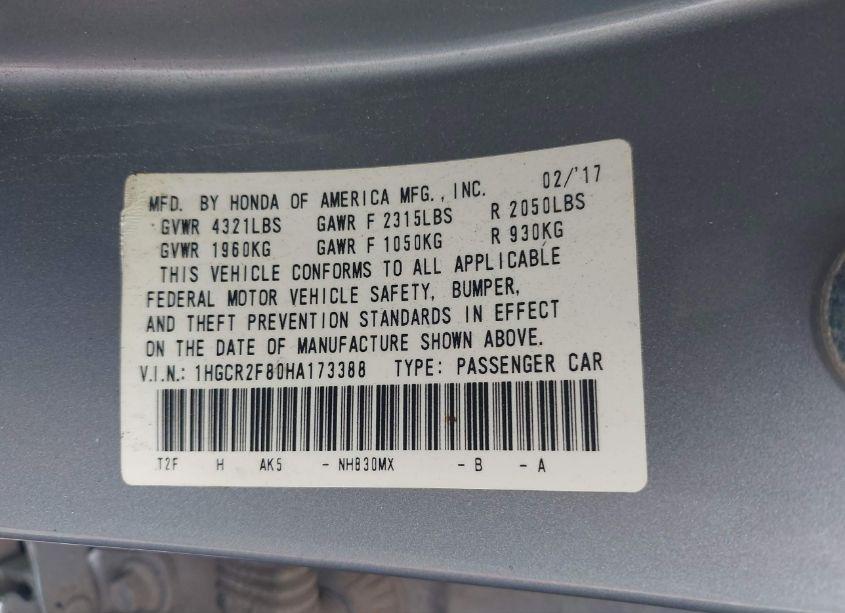 MFD. BY HONDA OF AMERICA MFG., INC. 02/'17
GVWR 4321LBS GAWR F 2315LBS R 2050LBS
GVWR 1960KG GAWR F 1050KG R 930KG
THIS VEHICLE CONFORMS TO ALL APPLICABLE
FEDERAL MOTOR VEHICLE SAFETY, BUMPER,
AND THEFT PREVENTION STANDARDS IN EFFECT
ON THE DATE OF MANUFACTURE SHOWN ABOVE.
V.I.N.: 1HGCR2F80HA173388 TYPE: PASSENGER CAR
T2F H AK5 - NH830MX - B - A